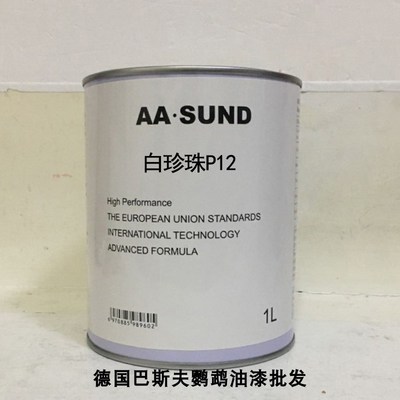 AA·SUND
白珍珠P12
High Performance
THE EUROPEAN UNION STANDARDS
INTERNATIONAL TECHNOLOGY
ADVANCED FORMULA
1L
德国巴斯夫鹦鹉油漆批发